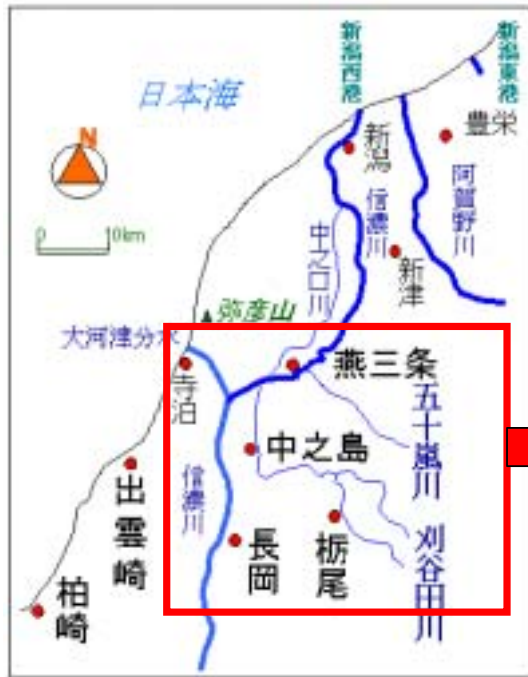 新潟西港
新潟東港
日本海
豊栄
新潟
N
信濃川
阿賀野川
中之口川
0 10km
新津
弥彦山
大河津分水
燕三条
寺泊
五十嵐川
中之島
出雲崎
信濃川
長岡
栃尾
刈谷田川
柏崎